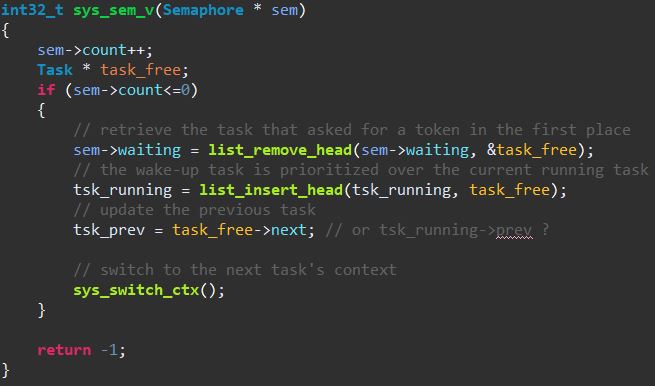 int32_t sys_sem_v(Semaphore * sem)
{
    sem->count++;
    Task * task_free;
    if (sem->count<=0)
    {
        // retrieve the task that asked for a token in the first place
        sem->waiting = list_remove_head(sem->waiting, &task_free);
        // the wake-up task is prioritized over the current running task
        tsk_running = list_insert_head(tsk_running, task_free);
        // update the previous task
        tsk_prev = task_free->next; // or tsk_running->prev ?

        // switch to the next task's context
        sys_switch_ctx();
    }

    return -1;
}